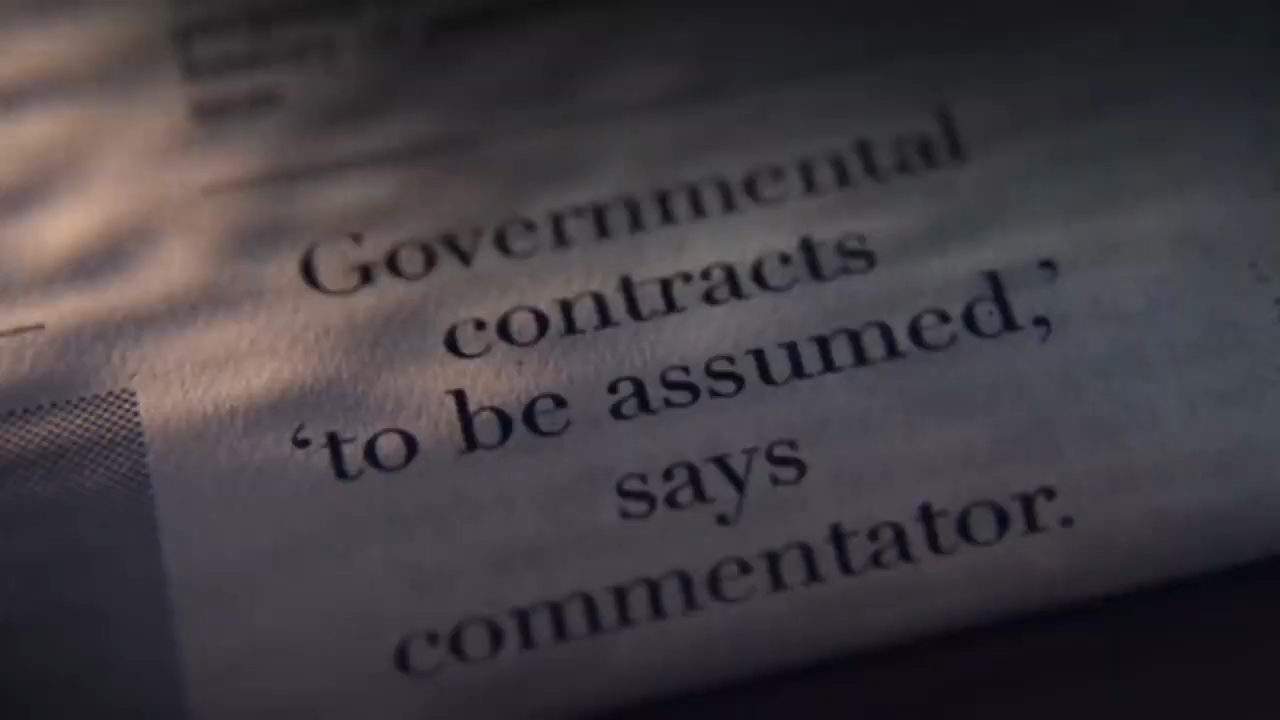 Governmental
contracts
‘to be assumed,’
says
commentator.